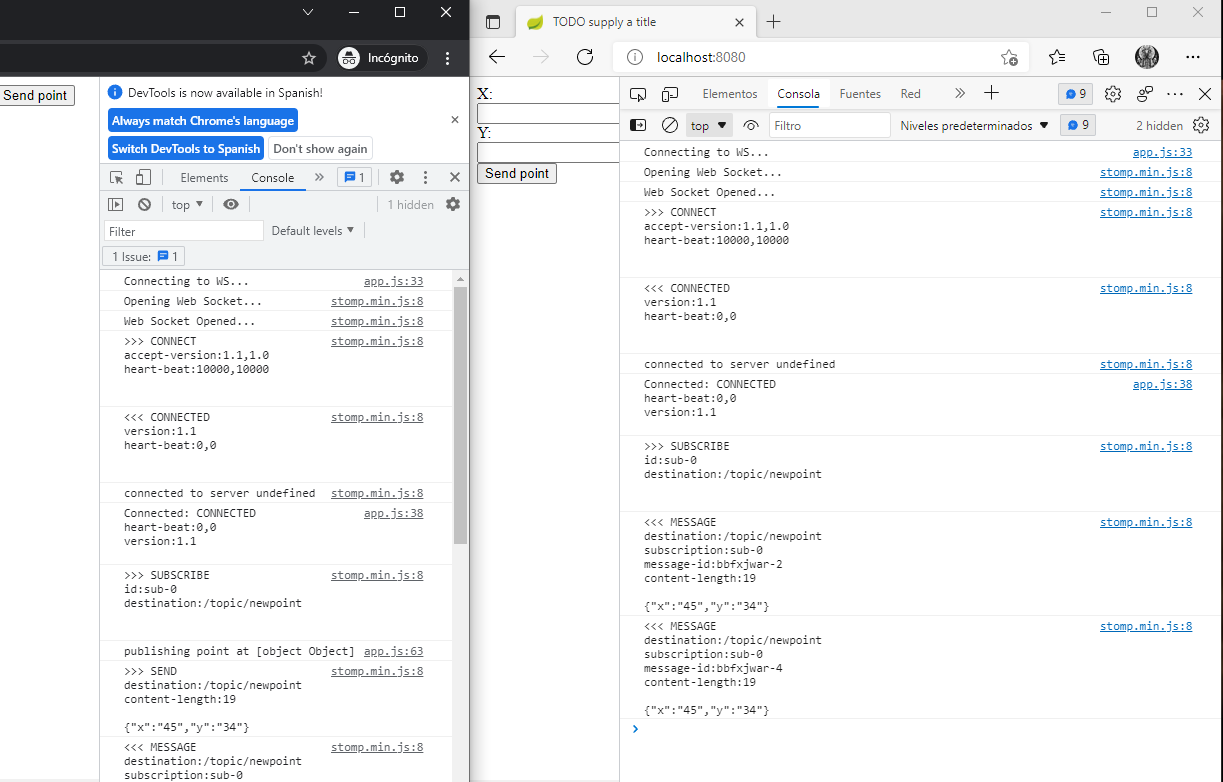 Incógnito
Send point
DevTools is now available in Spanish!
Always match Chrome's language
Switch DevTools to Spanish
Don't show again
Elements
Console
1
top
1 hidden
Filter
Default levels
1 Issue:
1
Connecting to WS...
app.js:33
Opening Web Socket...
stomp.min.js:8
Web Socket Opened...
stomp.min.js:8
>>> CONNECT
stomp.min.js:8
accept-version:1.1,1.0
heart-beat:10000,10000
<<< CONNECTED
stomp.min.js:8
version:1.1
heart-beat:0,0
connected to server undefined
stomp.min.js:8
Connected: CONNECTED
app.js:38
heart-beat:0,0
version:1.1
>>> SUBSCRIBE
stomp.min.js:8
id:sub-0
destination:/topic/newpoint
publishing point at [object Object]
app.js:63
>>> SEND
stomp.min.js:8
destination:/topic/newpoint
content-length:19
{"x":"45","y":"34"}
<<< MESSAGE
stomp.min.js:8
destination:/topic/newpoint
subscription:sub-0
TODO supply a title
localhost:8080
X:
Y:
Send point
Elementos
Consola
Fuentes
Red
9
top
Filtro
Niveles predeterminados
9
2 hidden
Connecting to WS...
app.js:33
Opening Web Socket...
stomp.min.js:8
Web Socket Opened...
stomp.min.js:8
>>> CONNECT
stomp.min.js:8
accept-version:1.1,1.0
heart-beat:10000,10000
<<< CONNECTED
stomp.min.js:8
version:1.1
heart-beat:0,0
connected to server undefined
stomp.min.js:8
Connected: CONNECTED
app.js:38
heart-beat:0,0
version:1.1
>>> SUBSCRIBE
stomp.min.js:8
id:sub-0
destination:/topic/newpoint
<<< MESSAGE
stomp.min.js:8
destination:/topic/newpoint
subscription:sub-0
message-id:bbfxjwar-2
content-length:19
{"x":"45","y":"34"}
<<< MESSAGE
stomp.min.js:8
destination:/topic/newpoint
subscription:sub-0
message-id:bbfxjwar-4
content-length:19
{"x":"45","y":"34"}